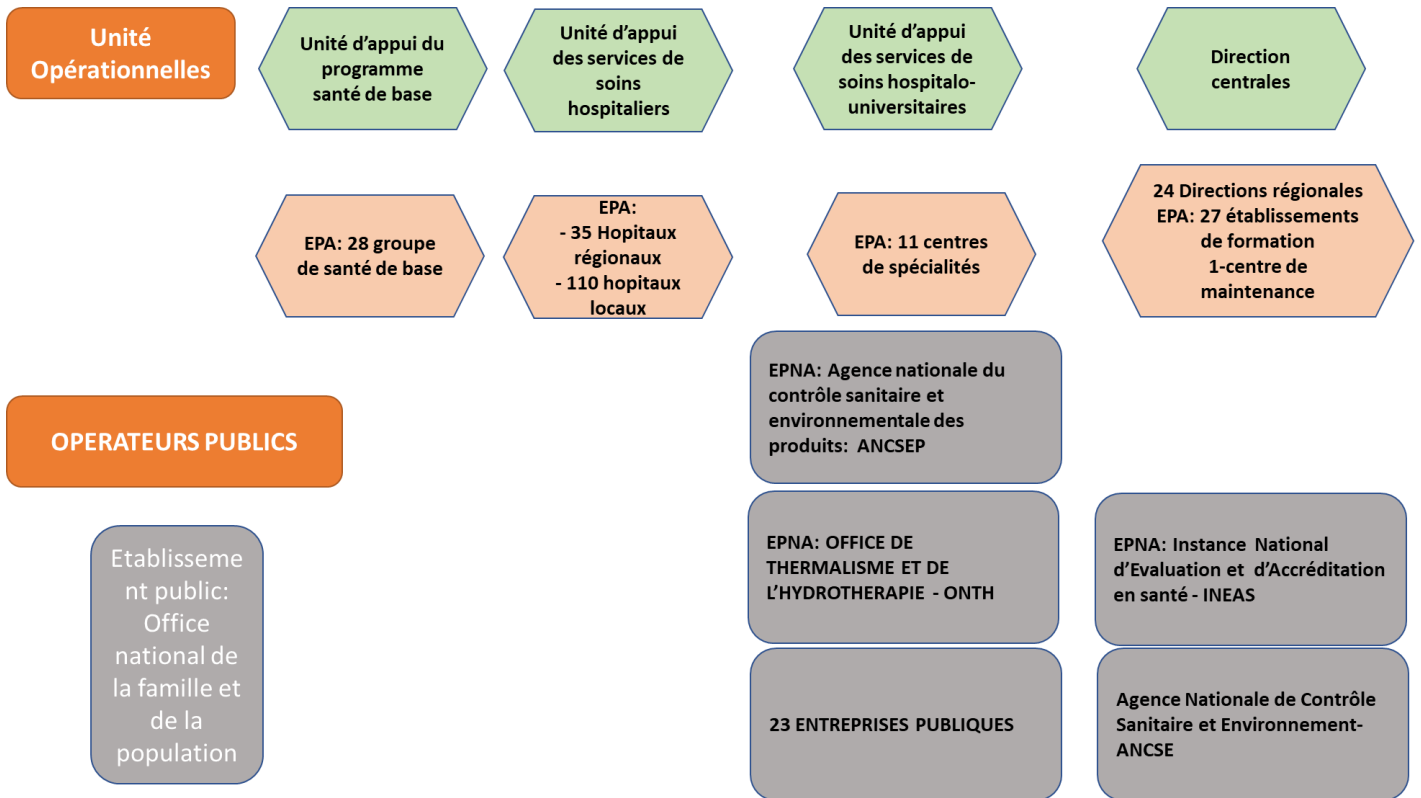 Unité
Opérationnelles
Unité d’appui du
programme
santé de base
Unité d’appui
des services de
soins
hospitaliers
Unité d’appui
des services de
soins hospitalo-
universitaires
Direction
centrales
EPA: 28 groupe
de santé de base
EPA:
- 35 Hopitaux
régionaux
- 110 hopitaux
locaux
EPA: 11 centres
de spécialités
24 Directions régionales
EPA: 27 établissements
de formation
1-centre de
maintenance
OPERATEURS PUBLICS
Etablisseme
nt public:
Office
national de
la famille et
de la
population
EPNA: Agence nationale du
contrôle sanitaire et
environnementale des
produits: ANCSEP
EPNA: OFFICE DE
THERMALISME ET DE
L’HYDROTHERAPIE - ONTH
23 ENTREPRISES PUBLIQUES
EPNA: Instance National
d’Evaluation et d’Accréditation
en santé - INEAS
Agence Nationale de Contrôle
Sanitaire et Environnement-
ANCSE